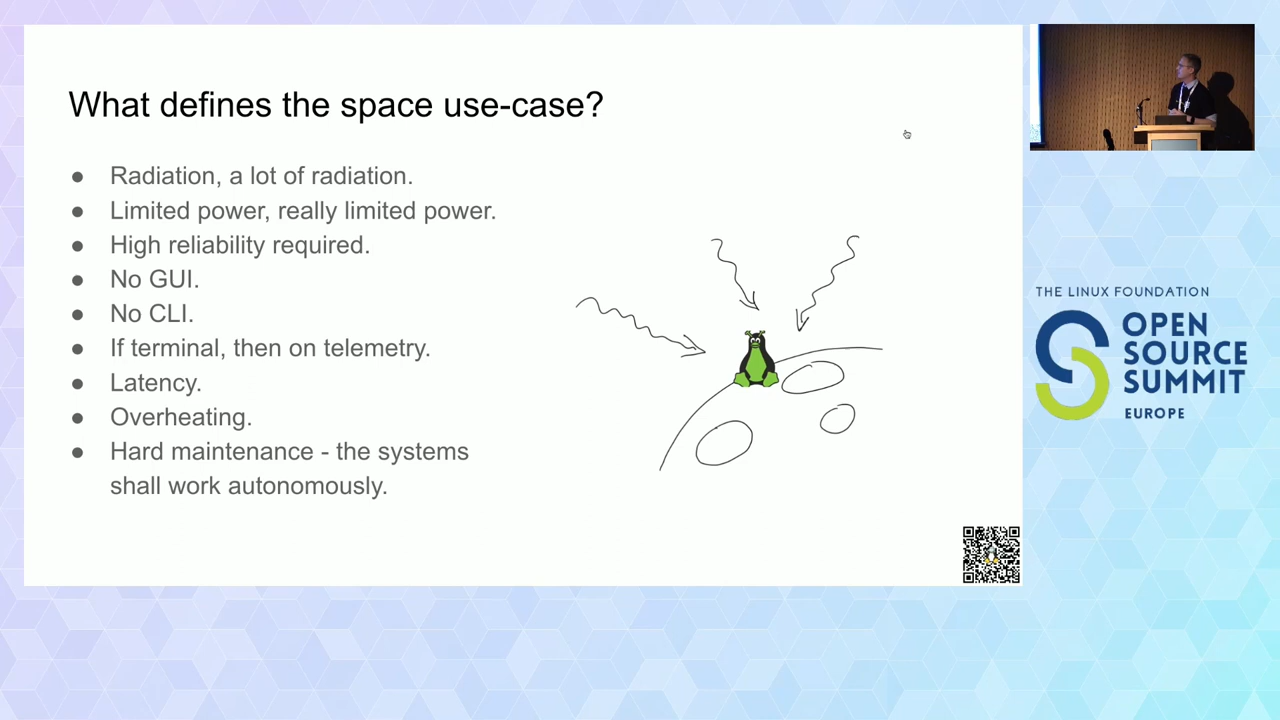 What defines the space use-case?
● Radiation, a lot of radiation.
● Limited power, really limited power.
● High reliability required.
● No GUI.
● No CLI.
● If terminal, then on telemetry.
● Latency.
● Overheating.
● Hard maintenance - the systems
shall work autonomously.
THE LINUX FOUNDATION
OPEN
SOURCE
SUMMIT
EUROPE